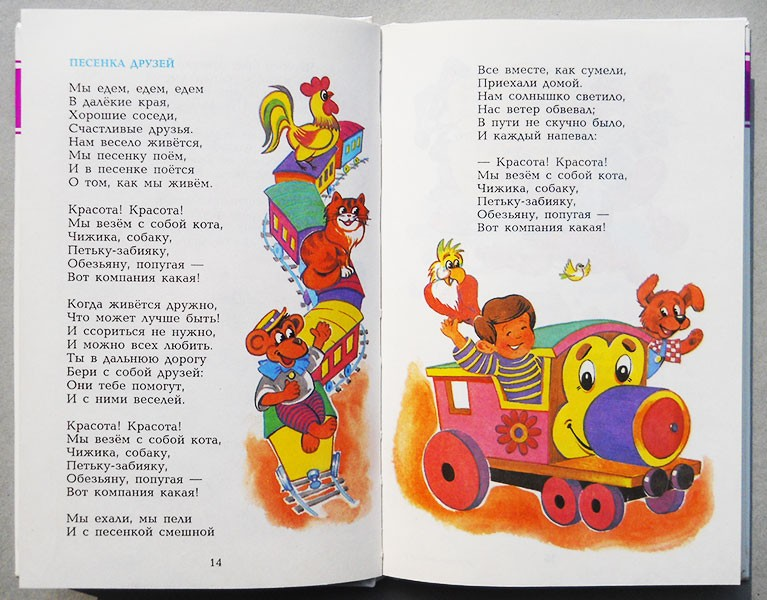 ПЕСЕНКА ДРУЗЕЙ
Мы едем, едем, едем
В далёкие края,
Хорошие соседи,
Счастливые друзья.
Нам весело живётся,
Мы песенку поём,
И в песенке поётся
О том, как мы живём.
Красота! Красота!
Мы везём с собой кота,
Чижика, собаку,
Петьку-забияку,
Обезьяну, попугая —
Вот компания какая!
Когда живётся дружно,
Что может лучше быть!
И ссориться не нужно,
И можно всех любить.
Ты в дальнюю дорогу
Бери с собой друзей:
Они тебе помогут,
И с ними веселей.
Красота! Красота!
Мы везём с собой кота,
Чижика, собаку,
Петьку-забияку,
Обезьяну, попугая —
Вот компания какая!
Мы ехали, мы пели
И с песенкой смешной
14
Все вместе, как сумели,
Приехали домой.
Нам солнышко светило,
Нас ветер обвевал;
В пути не скучно было,
И каждый напевал:
— Красота! Красота!
Мы везём с собой кота,
Чижика, собаку,
Петьку-забияку,
Обезьяну, попугая —
Вот компания какая!